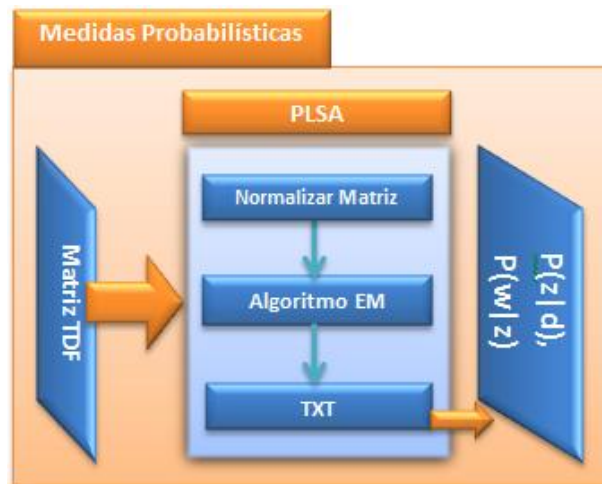 Medidas Probabilísticas
PLSA
Matriz TDF
Normalizar Matriz
Algoritmo EM
TXT
P(z|d),
P(w|z)